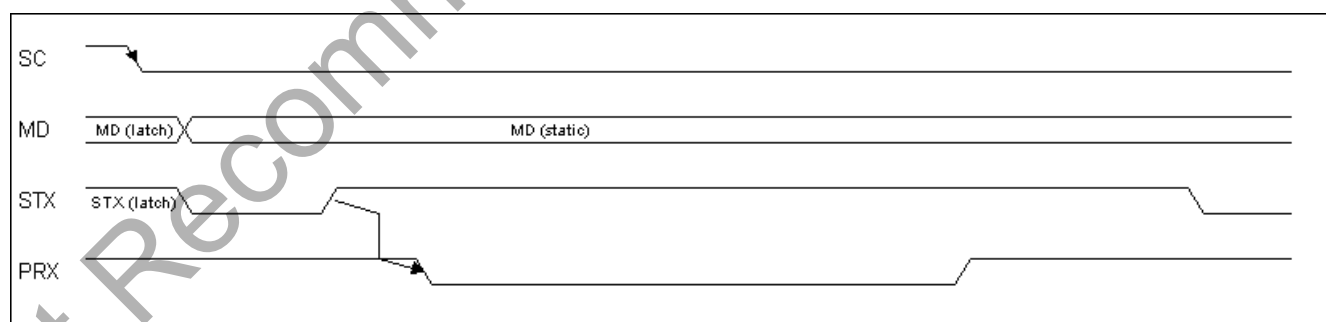 SC
MD MD (latch) MD (static)
STX STX (latch)
PRX